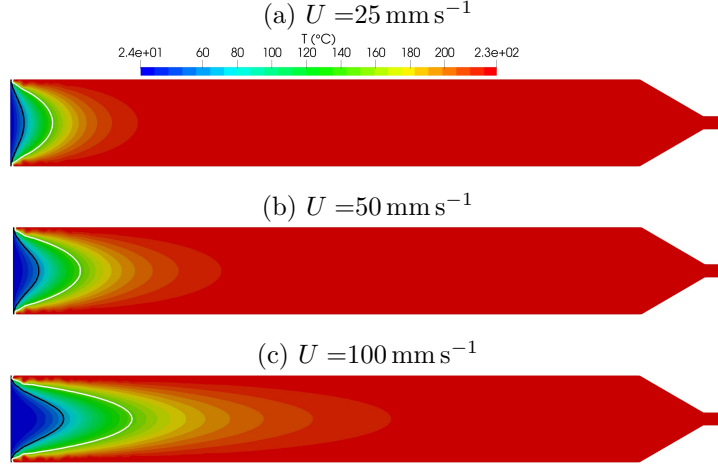 (a) U =25 mm s⁻¹
T (°C)
2.4e+01 60 80 100 120 140 160 180 200 2.3e+02
(b) U =50 mm s⁻¹
(c) U =100 mm s⁻¹